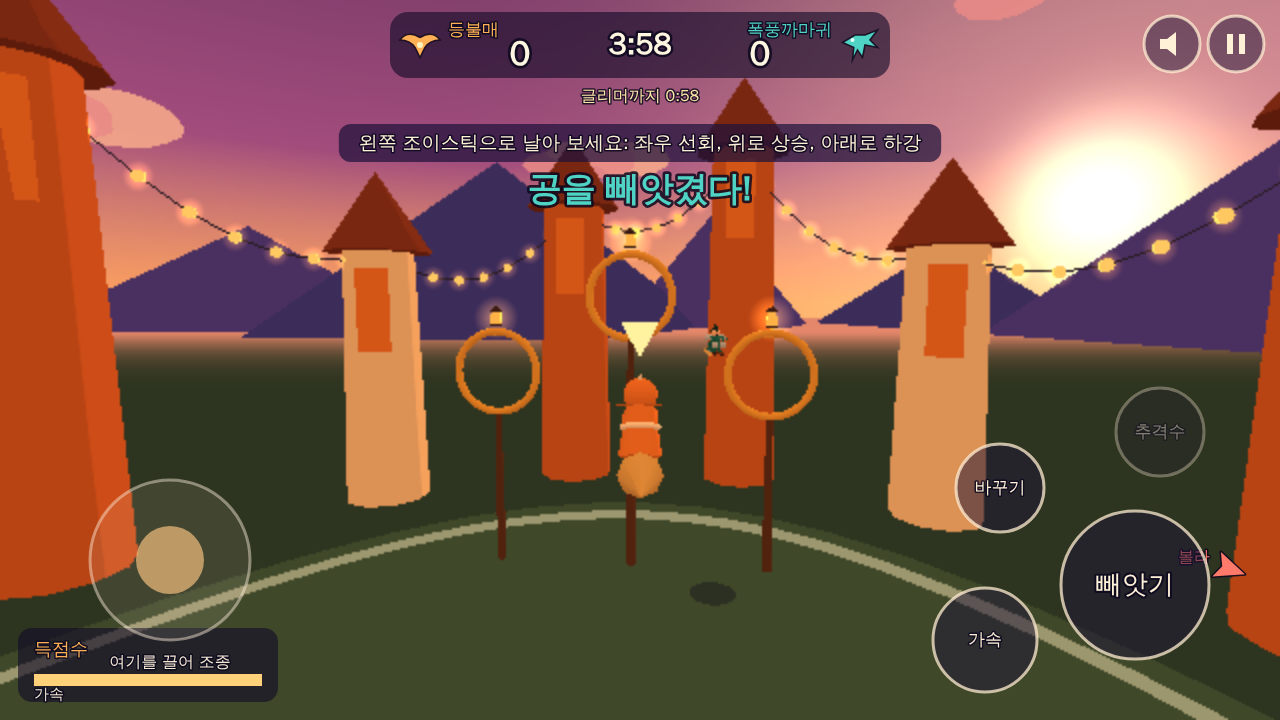 등불매
0
3:58
폭풍까마귀
0
글리머까지 0:58
왼쪽 조이스틱으로 날아 보세요: 좌우 선회, 위로 상승, 아래로 하강
공을 빼앗겼다!
추격수
바꾸기
볼라
빼앗기
가속
득점수
여기를 끌어 조종
가속